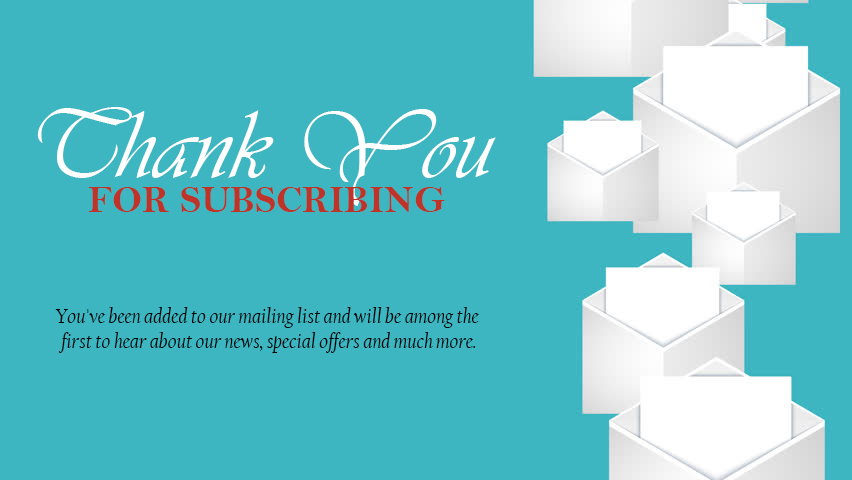 Thank You
FOR SUBSCRIBING
You've been added to our mailing list and will be among the
first to hear about our news, special offers and much more.